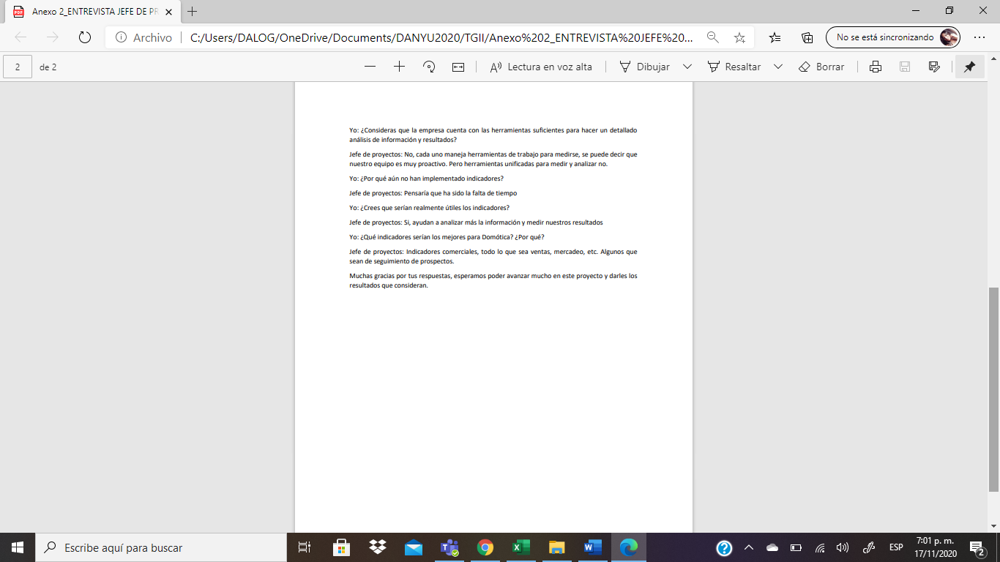 Anexo 2_ENTREVISTA JEFE DE PR
Archivo
C:/Users/DALOG/OneDrive/Documents/DANYU2020/TGII/Anexo%202_ENTREVISTA%20JEFE%20...
No se está sincronizando
2
de 2
Lectura en voz alta
Dibujar
Resaltar
Borrar
Yo: ¿Consideras que la empresa cuenta con las herramientas suficientes para hacer un detallado
análisis de información y resultados?
Jefe de proyectos: No, cada uno maneja herramientas de trabajo para medirse, se puede decir que
nuestro equipo es muy proactivo. Pero herramientas unificadas para medir y analizar no.
Yo: ¿Por qué aún no han implementado indicadores?
Jefe de proyectos: Pensaría que ha sido la falta de tiempo
Yo: ¿Crees que serían realmente útiles los indicadores?
Jefe de proyectos: Si, ayudan a analizar más la información y medir nuestros resultados
Yo: ¿Qué indicadores serían los mejores para Domótica? ¿Por qué?
Jefe de proyectos: Indicadores comerciales, todo lo que sea ventas, mercadeo, etc. Algunos que
sean de seguimiento de prospectos.
Muchas gracias por tus respuestas, esperamos poder avanzar mucho en este proyecto y darles los
resultados que consideran.
Escribe aquí para buscar
ESP
7:01 p. m.
17/11/2020
2